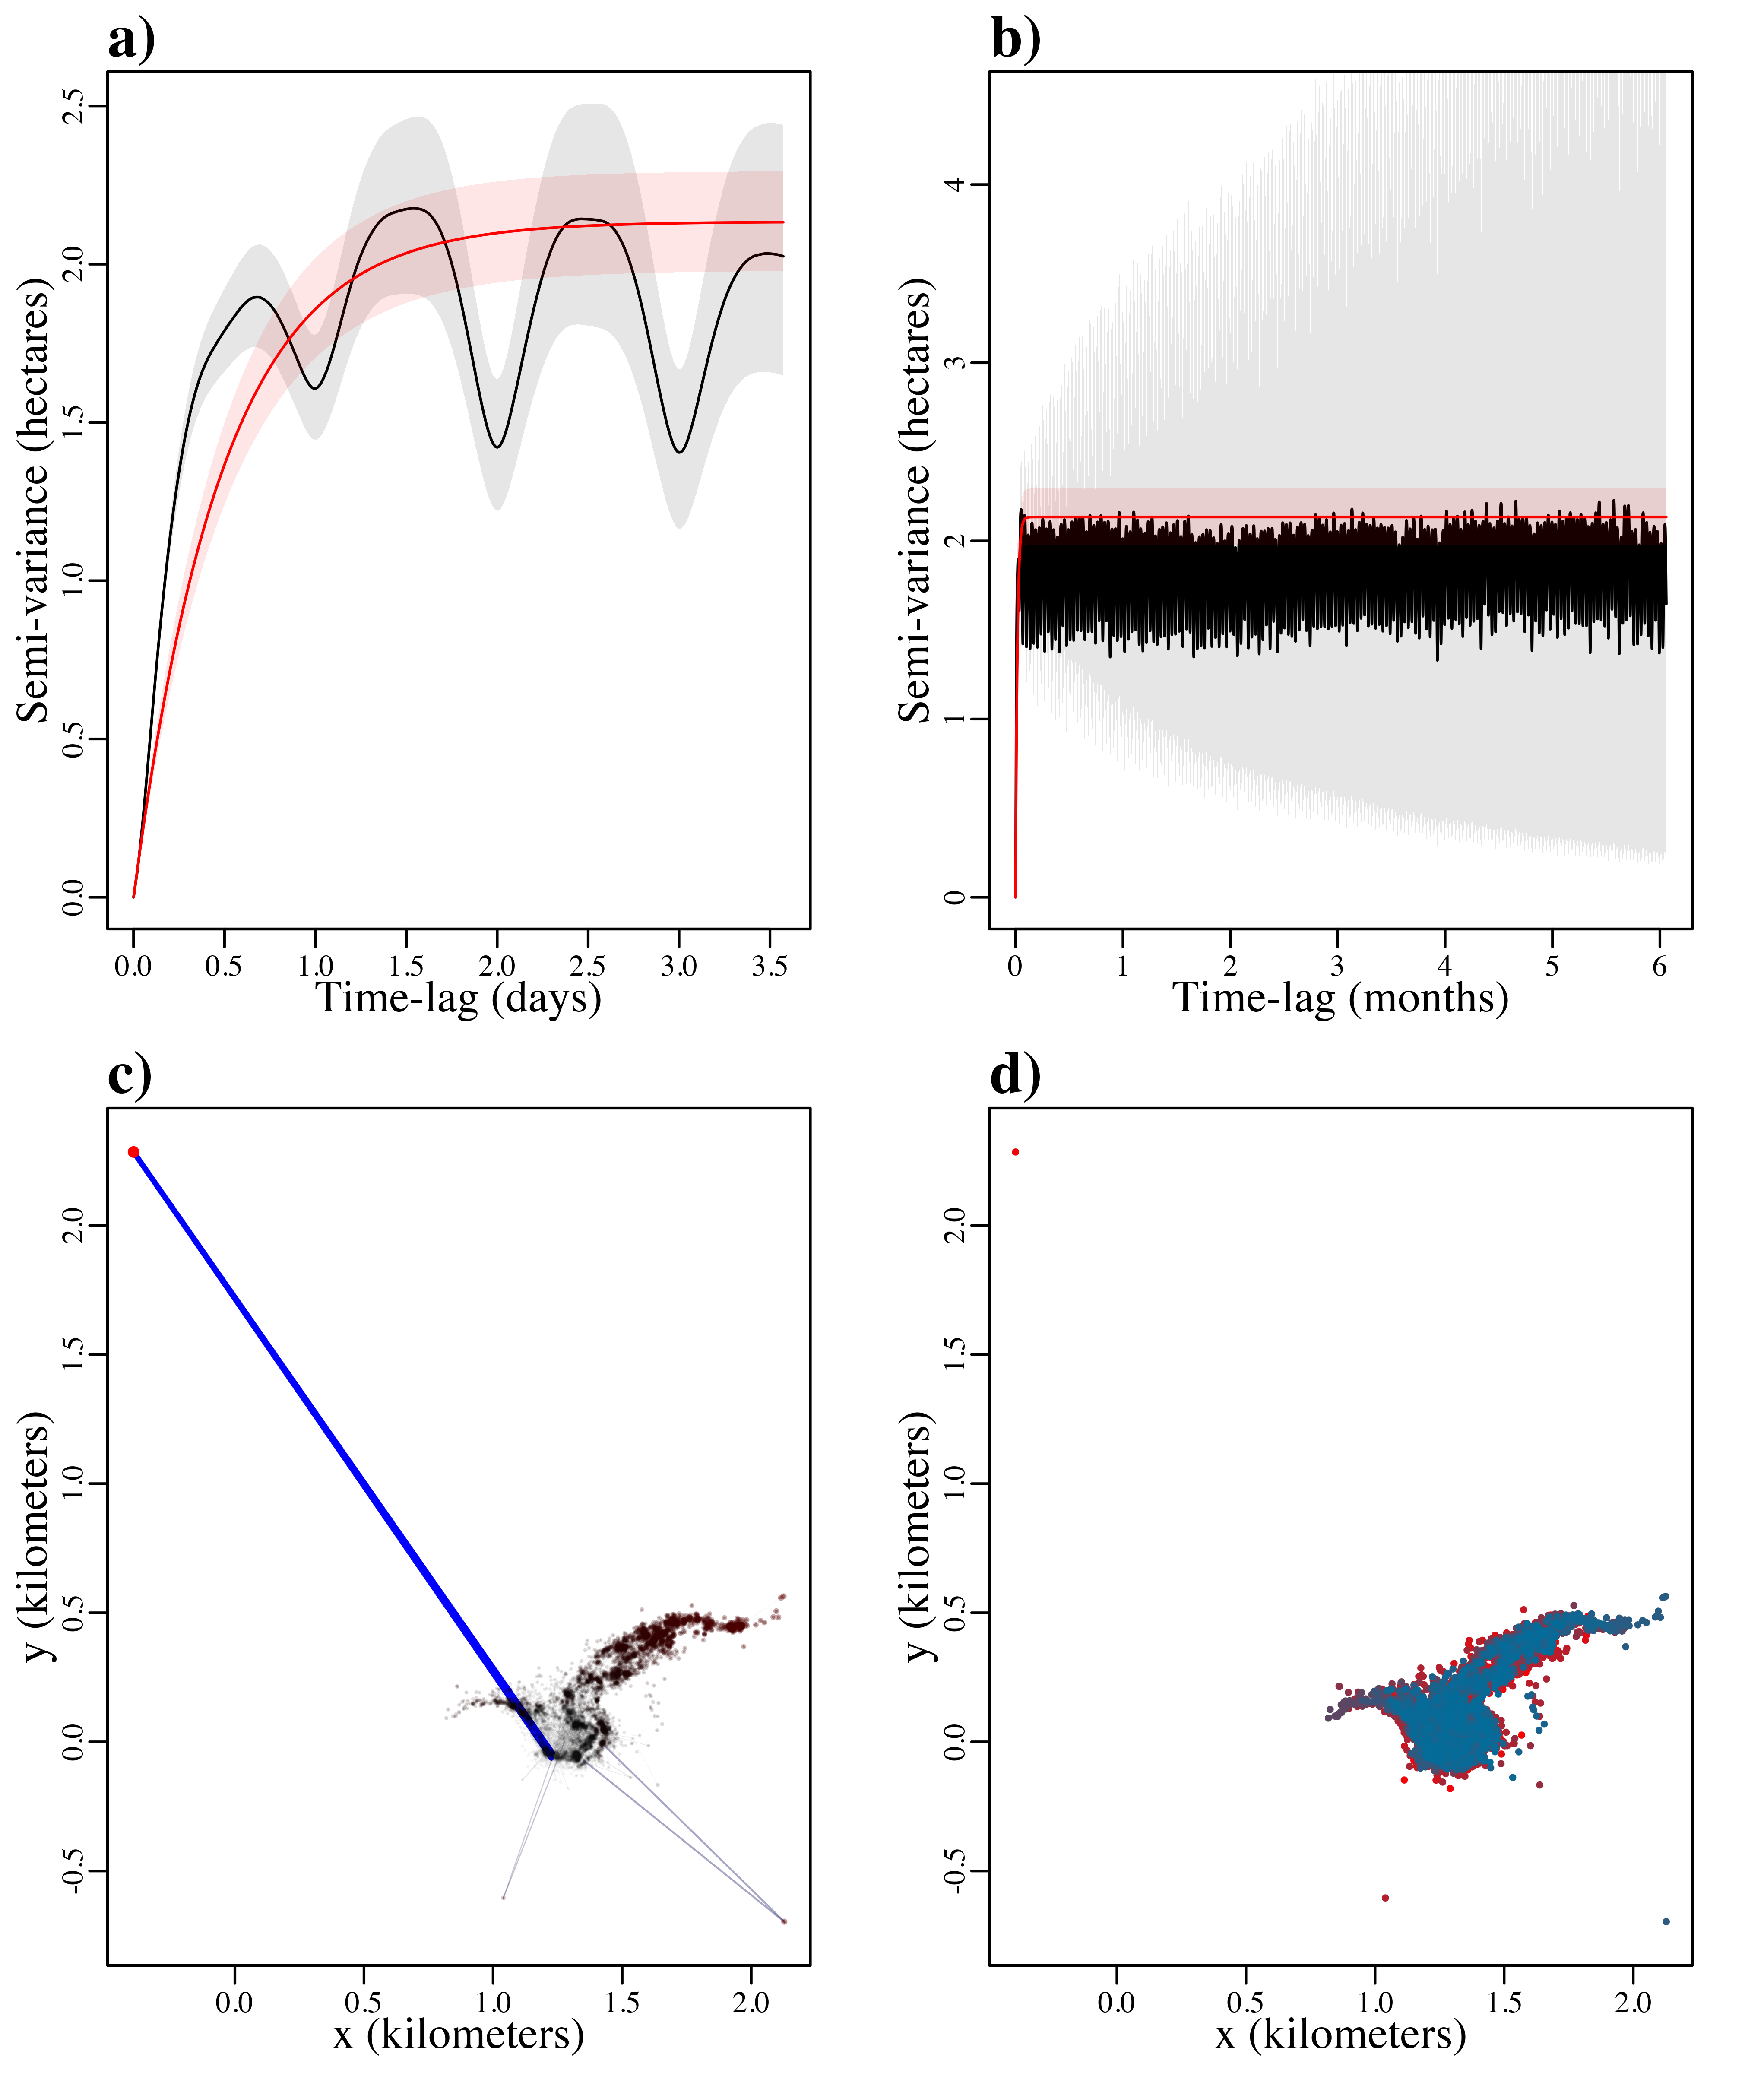 a)
Semi-variance (hectares)
2.5
2.0
1.5
1.0
0.5
0.0
0.0 0.5 1.0 1.5 2.0 2.5 3.0 3.5
Time-lag (days)
b)
Semi-variance (hectares)
4
3
2
1
0
0 1 2 3 4 5 6
Time-lag (months)
c)
y (kilometers)
2.0
1.5
1.0
0.5
0.0
-0.5
0.0 0.5 1.0 1.5 2.0
x (kilometers)
d)
y (kilometers)
2.0
1.5
1.0
0.5
0.0
-0.5
0.0 0.5 1.0 1.5 2.0
x (kilometers)